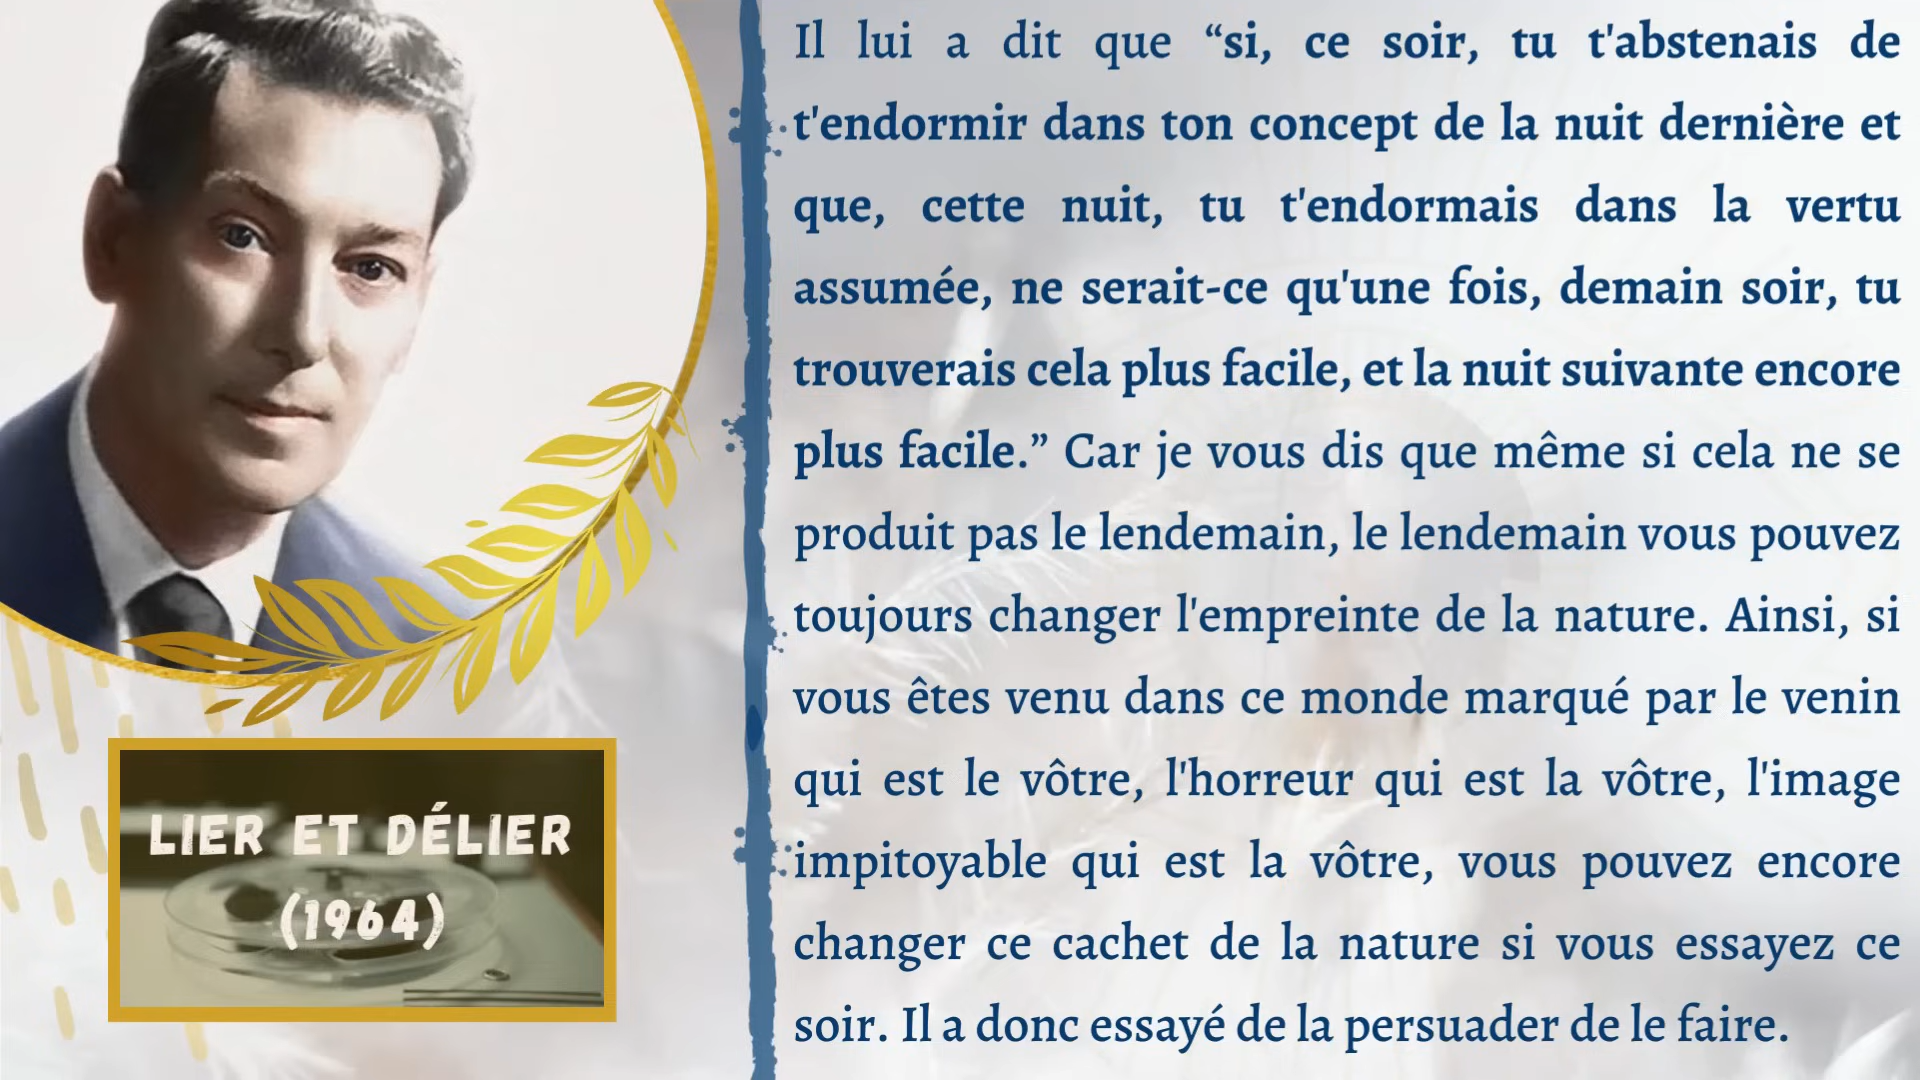 Il lui a dit que “si, ce soir, tu t'abstenais de
t'endormir dans ton concept de la nuit dernière et
que, cette nuit, tu t'endormais dans la vertu
assumée, ne serait-ce qu'une fois, demain soir, tu
trouverais cela plus facile, et la nuit suivante encore
plus facile.” Car je vous dis que même si cela ne se
produit pas le lendemain, le lendemain vous pouvez
toujours changer l'empreinte de la nature. Ainsi, si
vous êtes venu dans ce monde marqué par le venin
qui est le vôtre, l'horreur qui est la vôtre, l'image
impitoyable qui est la vôtre, vous pouvez encore
changer ce cachet de la nature si vous essayez ce
soir. Il a donc essayé de la persuader de le faire.
LIER ET DÉLIER
(1964)